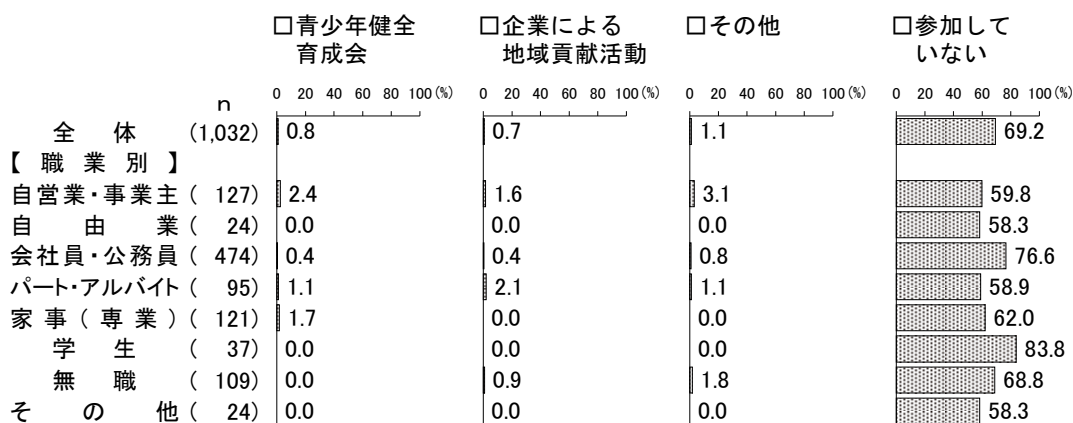 □青少年健全 □企業による □その他 □参加して
育成会 地域貢献活動 いない
n 0 20 40 60 80 100(%) 0 20 40 60 80 100(%) 0 20 40 60 80 100(%) 0 20 40 60 80 100(%)
全体 (1,032) 0.8 0.7 1.1 69.2
【職業別】
自営業・事業主 (127) 2.4 1.6 3.1 59.8
自由業 (24) 0.0 0.0 0.0 58.3
会社員・公務員 (474) 0.4 0.4 0.8 76.6
パート・アルバイト (95) 1.1 2.1 1.1 58.9
家事(専業) (121) 1.7 0.0 0.0 62.0
学生 (37) 0.0 0.0 0.0 83.8
無職 (109) 0.0 0.9 1.8 68.8
その他 (24) 0.0 0.0 0.0 58.3